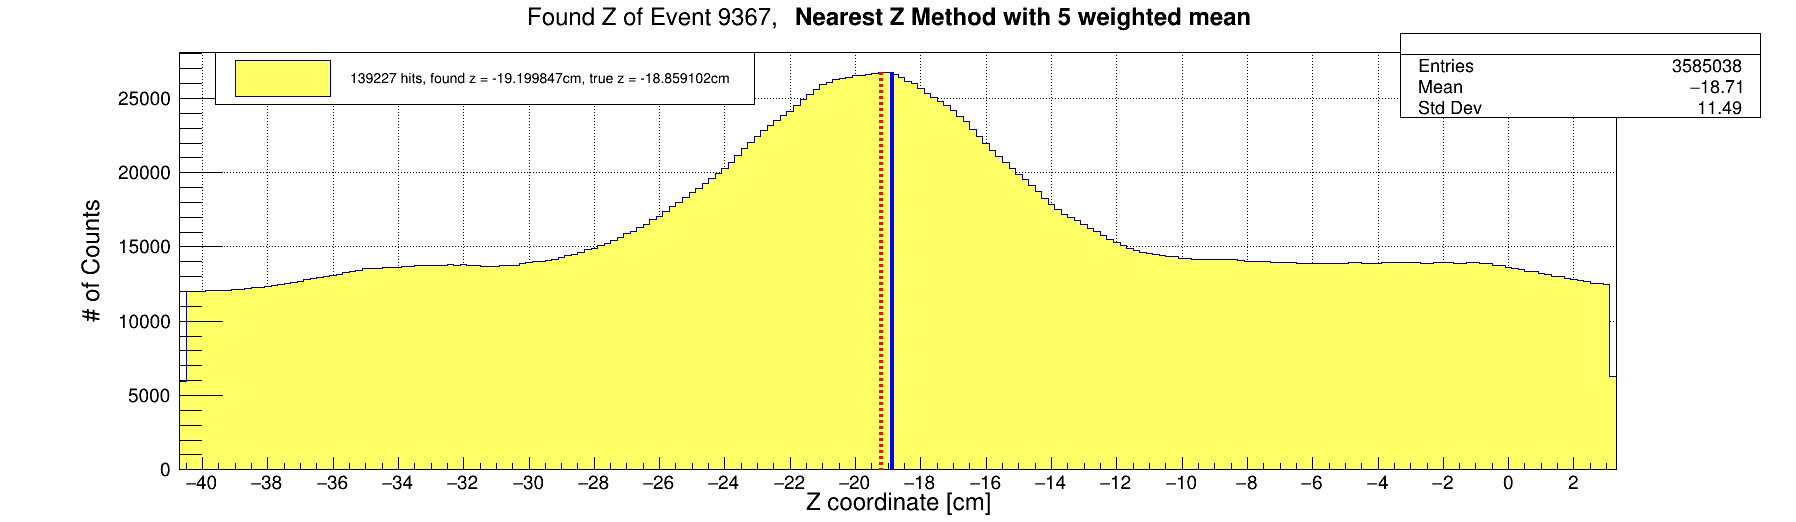 Found Z of Event 9367, Nearest Z Method with 5 weighted mean
139227 hits, found z = -19.199847cm, true z = -18.859102cm
Entries 3585038
Mean −18.71
Std Dev 11.49
# of Counts
25000
20000
15000
10000
5000
0
−40 −38 −36 −34 −32 −30 −28 −26 −24 −22 −20 −18 −16 −14 −12 −10 −8 −6 −4 −2 0 2
Z coordinate [cm]